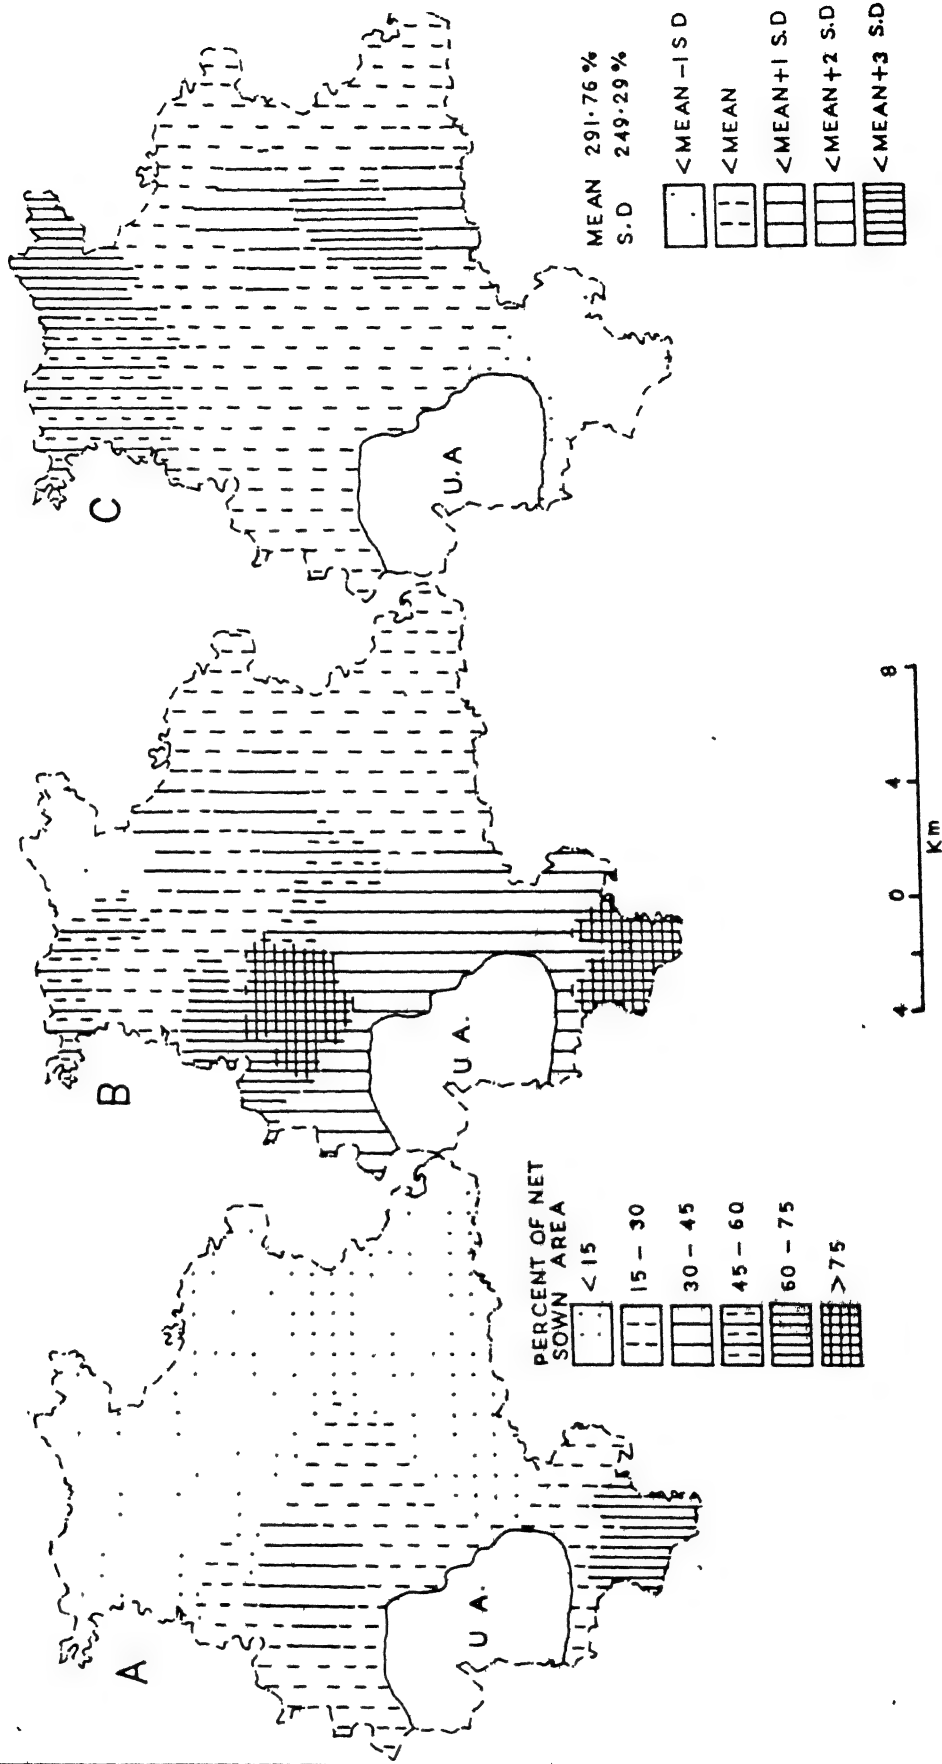 A
B
C
U A.
U A.
U.A
PERCENT OF NET
SOWN AREA
<15
15 – 30
30 – 45
45 – 60
60 – 75
>75
4 0 4 8
Km
MEAN 291·76 %
S.D 249·29 %
<MEAN–1 S D
<MEAN
<MEAN+1 S.D
<MEAN+2 S.D
<MEAN+3 S.D